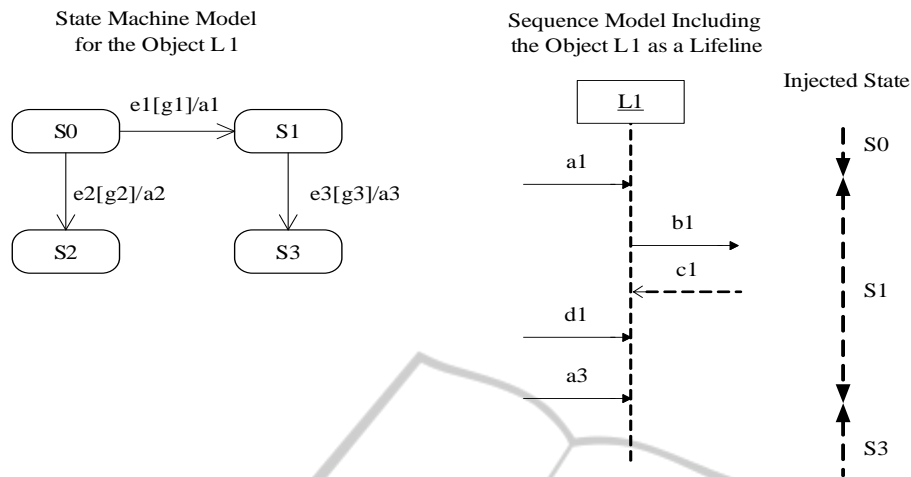 State Machine Model
for the Object L1
e1[g1]/a1
S0
S1
e2[g2]/a2
e3[g3]/a3
S2
S3
Sequence Model Including
the Object L1 as a Lifeline
L1
a1
b1
c1
d1
a3
Injected State
S0
S1
S3